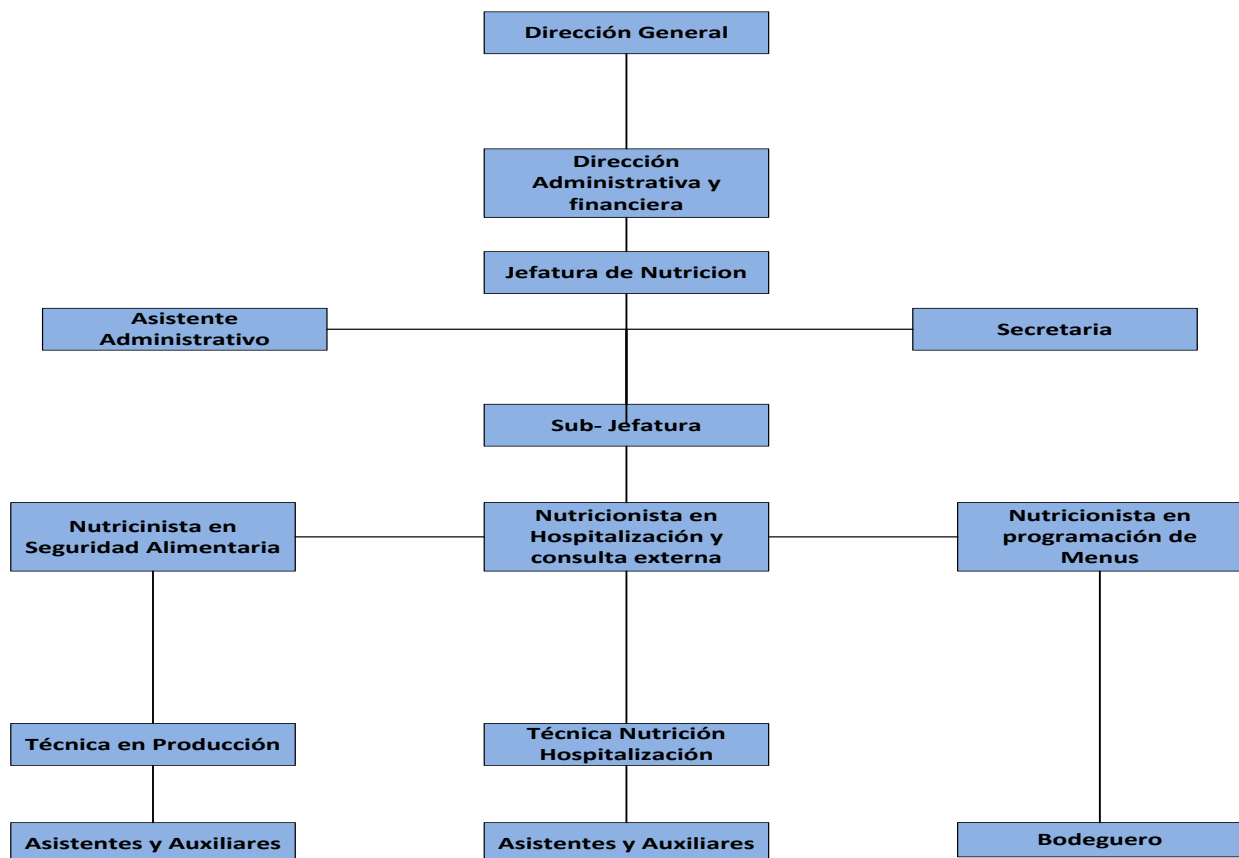 Dirección General
Dirección
Administrativa y
financiera
Jefatura de Nutricion
Asistente
Administrativo
Secretaria
Sub- Jefatura
Nutricinista en
Seguridad Alimentaria
Nutricionista en
Hospitalización y
consulta externa
Nutricionista en
programación de
Menus
Técnica en Producción
Técnica Nutrición
Hospitalización
Asistentes y Auxiliares
Asistentes y Auxiliares
Bodeguero